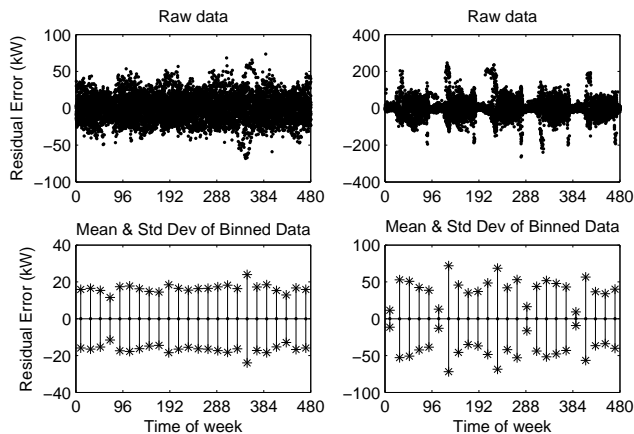 Raw data
Raw data
Residual Error (kW)
100
50
0
−50
−100
0 96 192 288 384 480
400
200
0
−200
−400
0 96 192 288 384 480
Mean & Std Dev of Binned Data
Mean & Std Dev of Binned Data
Residual Error (kW)
40
20
0
−20
−40
0 96 192 288 384 480
Time of week
100
50
0
−50
−100
0 96 192 288 384 480
Time of week